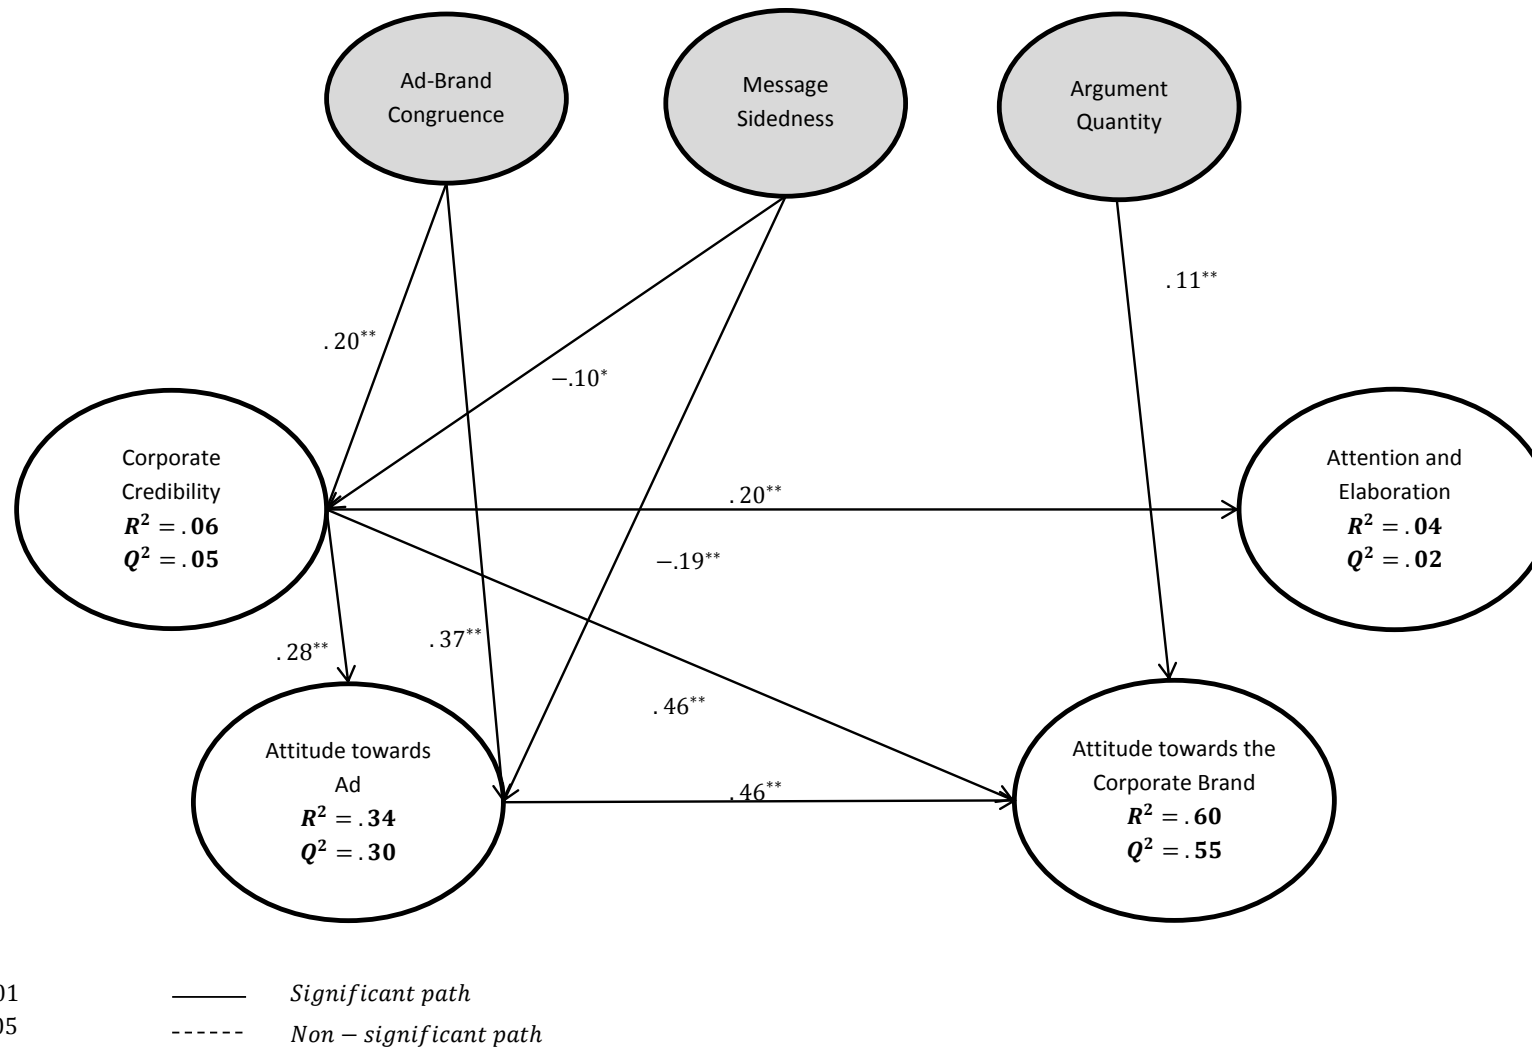 Ad-Brand
Congruence
Message
Sidedness
Argument
Quantity
.11**
.20**
−.10*
Corporate
Credibility
R² = .06
Q² = .05
Attention and
Elaboration
R² = .04
Q² = .02
.20**
−.19**
.28**
.37**
.46**
Attitude towards
Ad
R² = .34
Q² = .30
.46**
Attitude towards the
Corporate Brand
R² = .60
Q² = .55
01
Significant path
05
Non − significant path